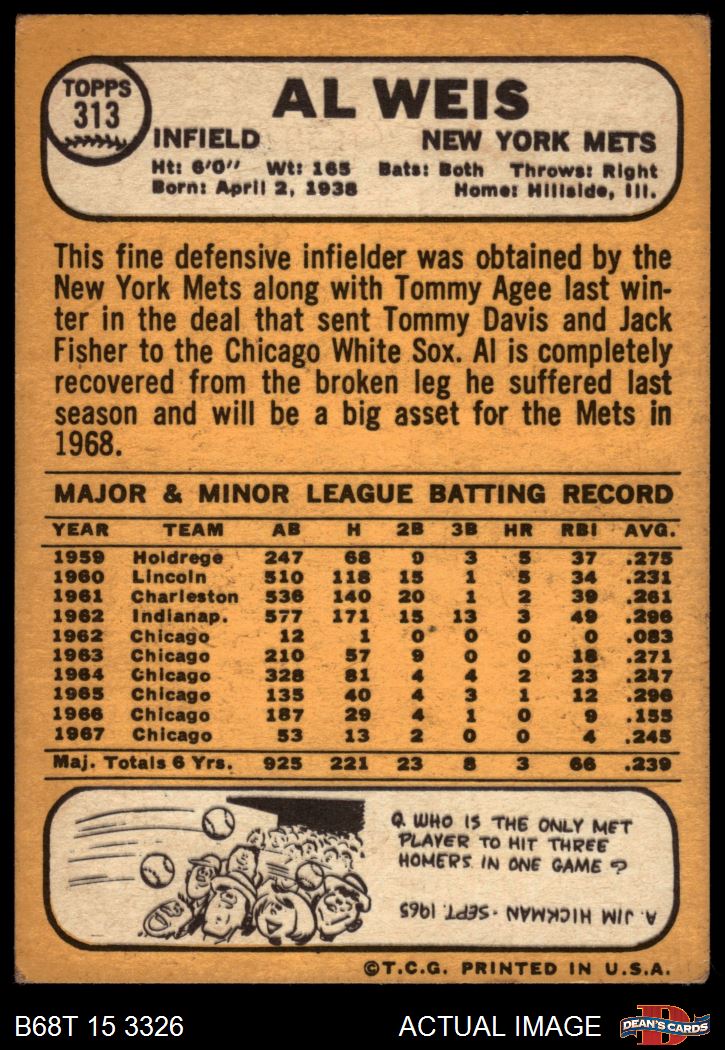 TOPPS
313
AL WEIS
INFIELD NEW YORK METS
Ht: 6'0" Wt: 165 Bats: Both Throws: Right
Born: April 2, 1938 Home: Hillside, Ill.
This fine defensive infielder was obtained by the
New York Mets along with Tommy Agee last win-
ter in the deal that sent Tommy Davis and Jack
Fisher to the Chicago White Sox. Al is completely
recovered from the broken leg he suffered last
season and will be a big asset for the Mets in
1968.
MAJOR & MINOR LEAGUE BATTING RECORD
YEAR TEAM AB H 2B 3B HR RBI AVG.
1959 Holdrege 247 68 9 3 5 37 .275
1960 Lincoln 510 118 15 1 5 34 .231
1961 Charleston 536 140 20 1 2 39 .261
1962 Indianap. 577 171 15 13 3 49 .296
1962 Chicago 12 1 0 0 0 0 .083
1963 Chicago 210 57 9 0 0 18 .271
1964 Chicago 328 81 4 4 2 23 .247
1965 Chicago 135 40 4 3 1 12 .296
1966 Chicago 187 29 4 1 0 9 .155
1967 Chicago 53 13 2 0 0 4 .245
Maj. Totals 6 Yrs. 925 221 23 8 3 66 .239
Q. WHO IS THE ONLY MET
PLAYER TO HIT THREE
HOMERS IN ONE GAME?
A. JIM HICKMAN - SEPT. 1965
©T.C.G. PRINTED IN U.S.A.
B68T 15 3326 ACTUAL IMAGE
D
DEAN'S CARDS